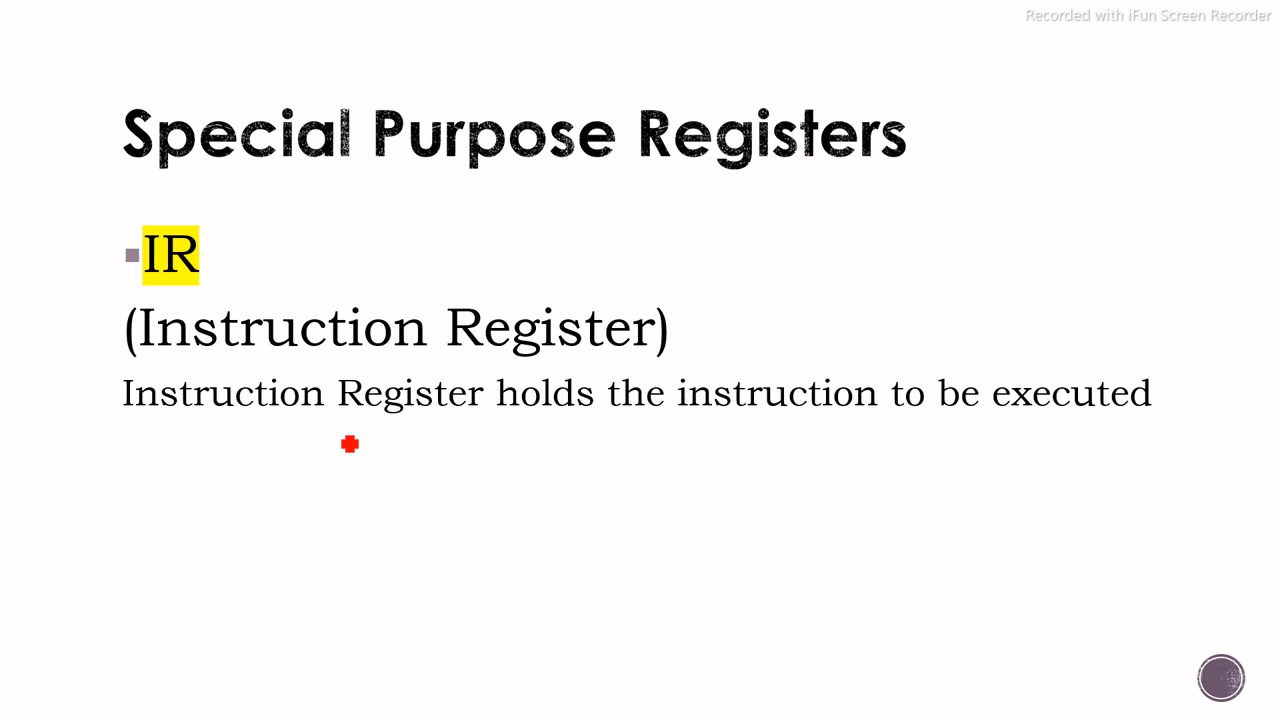 Recorded with iFun Screen Recorder
Special Purpose Registers
IR
(Instruction Register)
Instruction Register holds the instruction to be executed